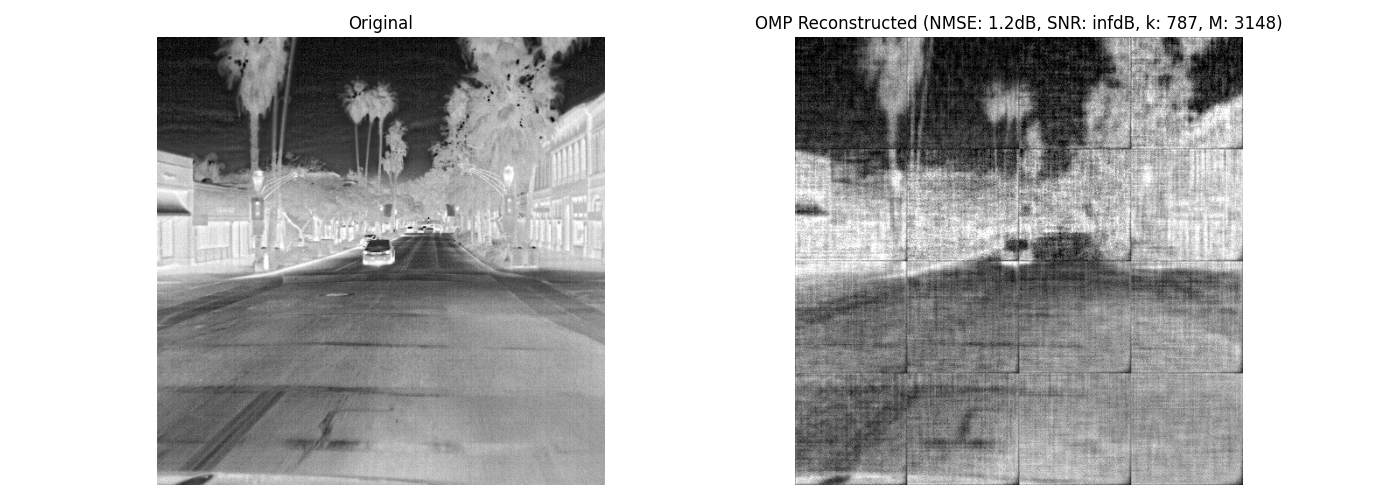 Original
OMP Reconstructed (NMSE: 1.2dB, SNR: infdB, k: 787, M: 3148)